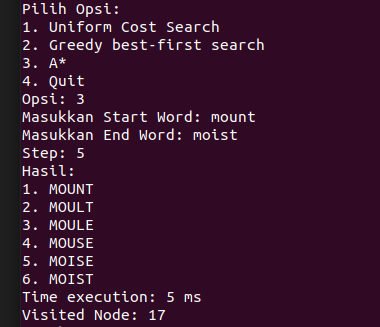 Pilih Opsi:
1. Uniform Cost Search
2. Greedy best-first search
3. A*
4. Quit
Opsi: 3
Masukkan Start Word: mount
Masukkan End Word: moist
Step: 5
Hasil:
1. MOUNT
2. MOULT
3. MOULE
4. MOUSE
5. MOISE
6. MOIST
Time execution: 5 ms
Visited Node: 17